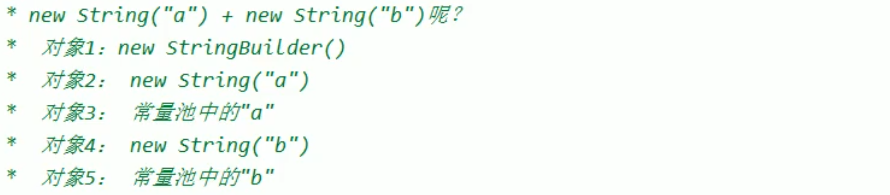 * new String("a") + new String("b")呢？
* 对象1：new StringBuilder()
* 对象2： new String("a")
* 对象3： 常量池中的"a"
* 对象4： new String("b")
* 对象5： 常量池中的"b"